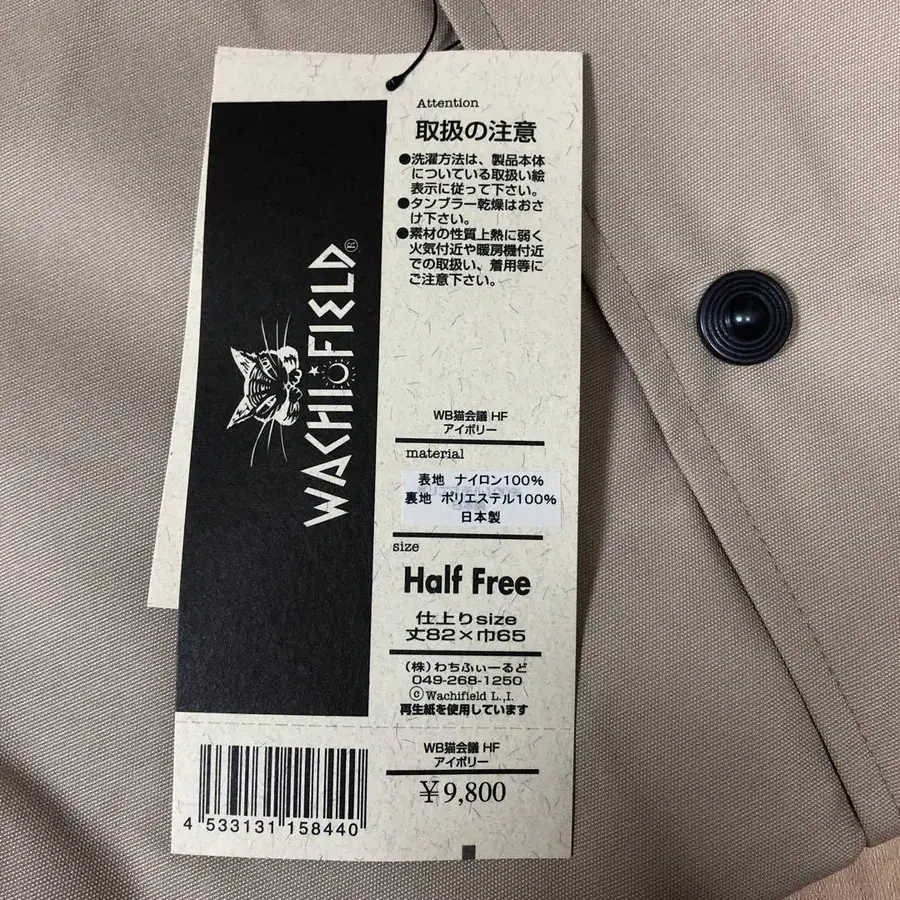 WACHIFIELD®
Attention
取扱の注意
●洗濯方法は、製品本体
についている取扱い絵
表示に従って下さい。
●タンブラー乾燥はおさ
け下さい。
●素材の性質上熱に弱く
火気付近や暖房機付近
での取扱い、着用等に
ご注意下さい。
WB猫会議 HF
アイボリー
material
表地 ナイロン100%
裏地 ポリエステル100%
日本製
size
Half Free
仕上りsize
丈82×巾65
(株)わちふぃーるど
049-268-1250
©Wachifield L.,I.
再生紙を使用しています
WB猫会議 HF
アイボリー
¥9,800
4 533131 158440